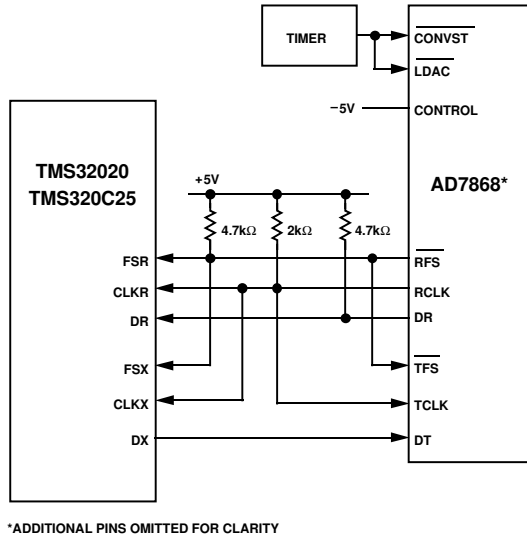 TIMER
CONVST
LDAC
−5V
CONTROL
TMS32020
TMS320C25
AD7868*
+5V
4.7kΩ
2kΩ
4.7kΩ
FSR
RFS
CLKR
RCLK
DR
DR
FSX
TFS
CLKX
TCLK
DX
DT
*ADDITIONAL PINS OMITTED FOR CLARITY